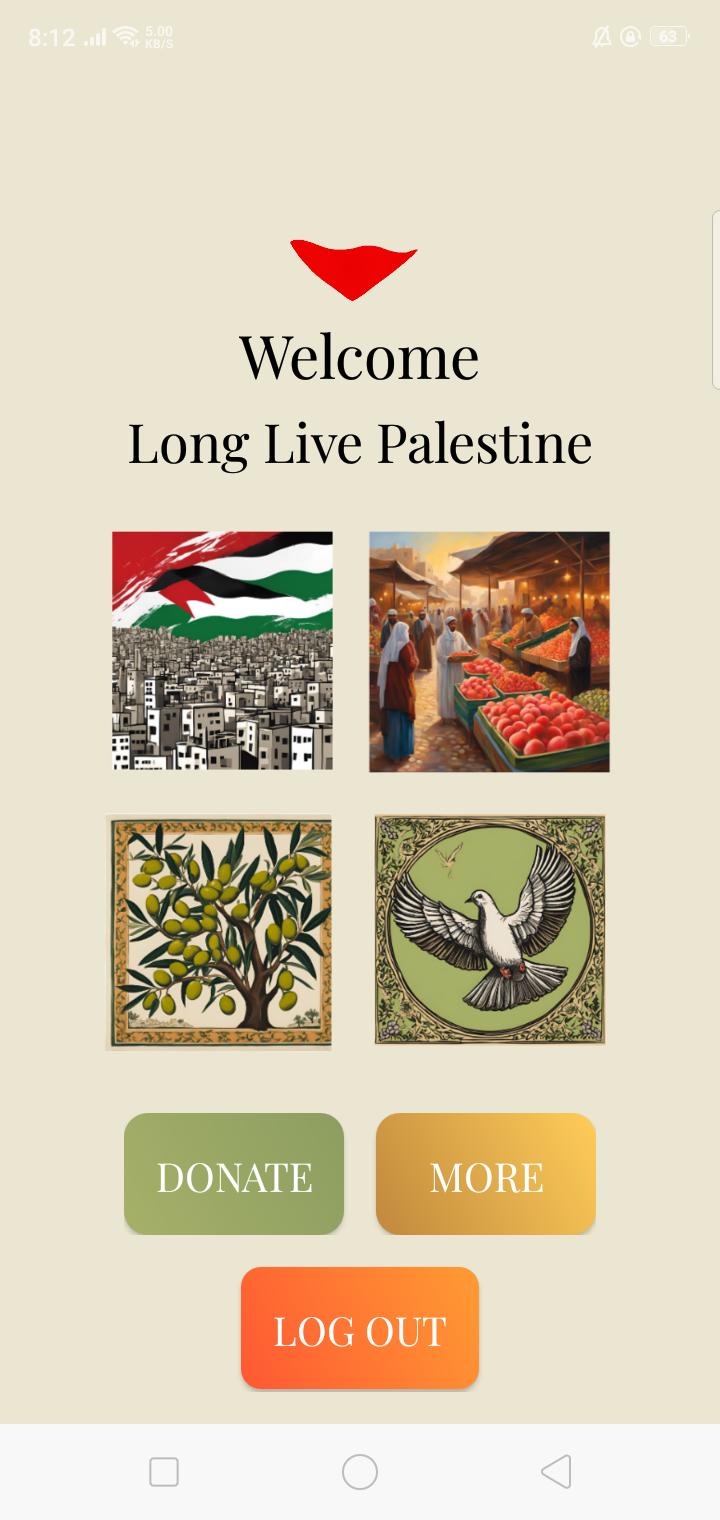 8:12
5.00
KB/S
63
Welcome
Long Live Palestine
DONATE
MORE
LOG OUT